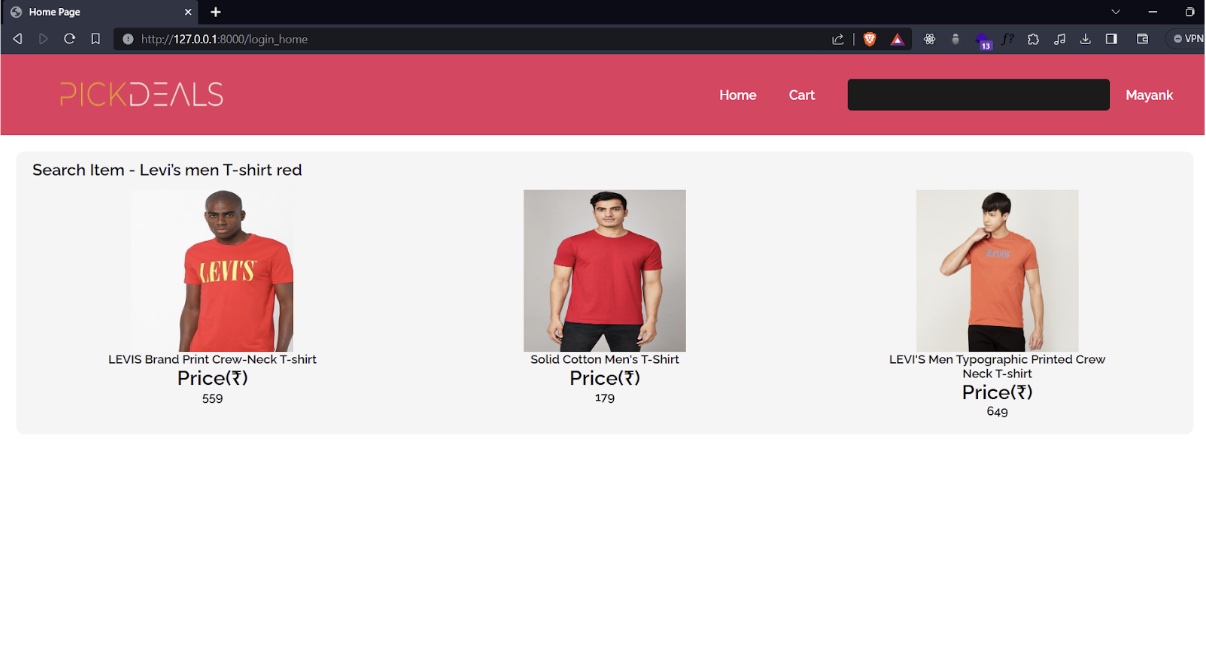 Home Page
http://127.0.0.1:8000/login_home
13
f?
VPN
PICKDEALS
Home
Cart
Mayank
Search Item - Levi's men T-shirt red
LEVI'S
LEVIS
LEVIS Brand Print Crew-Neck T-shirt
Price(₹)
559
Solid Cotton Men's T-Shirt
Price(₹)
179
LEVI'S Men Typographic Printed Crew
Neck T-shirt
Price(₹)
649